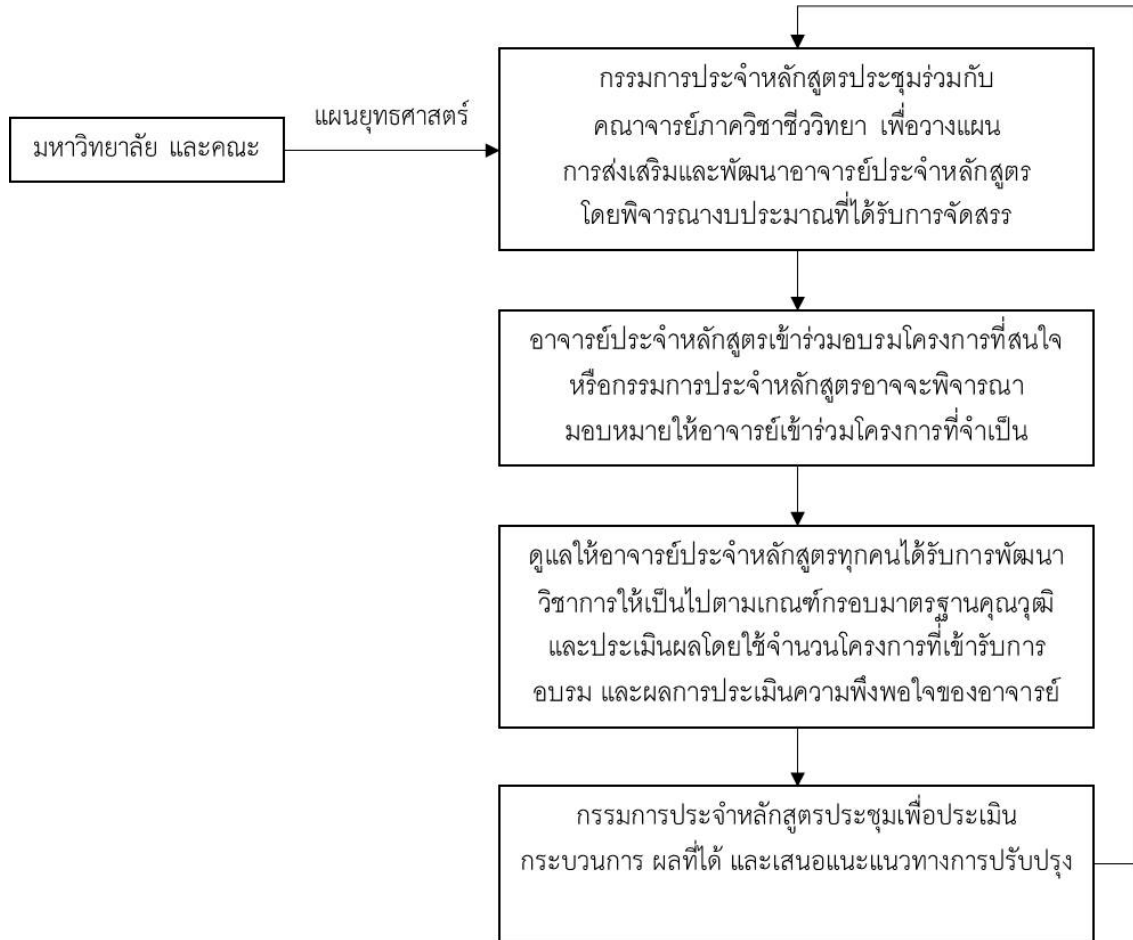 มหาวิทยาลัย และคณะ
แผนยุทธศาสตร์
กรรมการประจำหลักสูตรประชุมร่วมกับ
คณาจารย์ภาควิชาชีววิทยา เพื่อวางแผน
การส่งเสริมและพัฒนาอาจารย์ประจำหลักสูตร
โดยพิจารณางบประมาณที่ได้รับการจัดสรร
อาจารย์ประจำหลักสูตรเข้าร่วมอบรมโครงการที่สนใจ
หรือกรรมการประจำหลักสูตรอาจจะพิจารณา
มอบหมายให้อาจารย์เข้าร่วมโครงการที่จำเป็น
ดูแลให้อาจารย์ประจำหลักสูตรทุกคนได้รับการพัฒนา
วิชาการให้เป็นไปตามเกณฑ์กรอบมาตรฐานคุณวุฒิ
และประเมินผลโดยใช้จำนวนโครงการที่เข้ารับการ
อบรม และผลการประเมินความพึงพอใจของอาจารย์
กรรมการประจำหลักสูตรประชุมเพื่อประเมิน
กระบวนการ ผลที่ได้ และเสนอแนะแนวทางการปรับปรุง